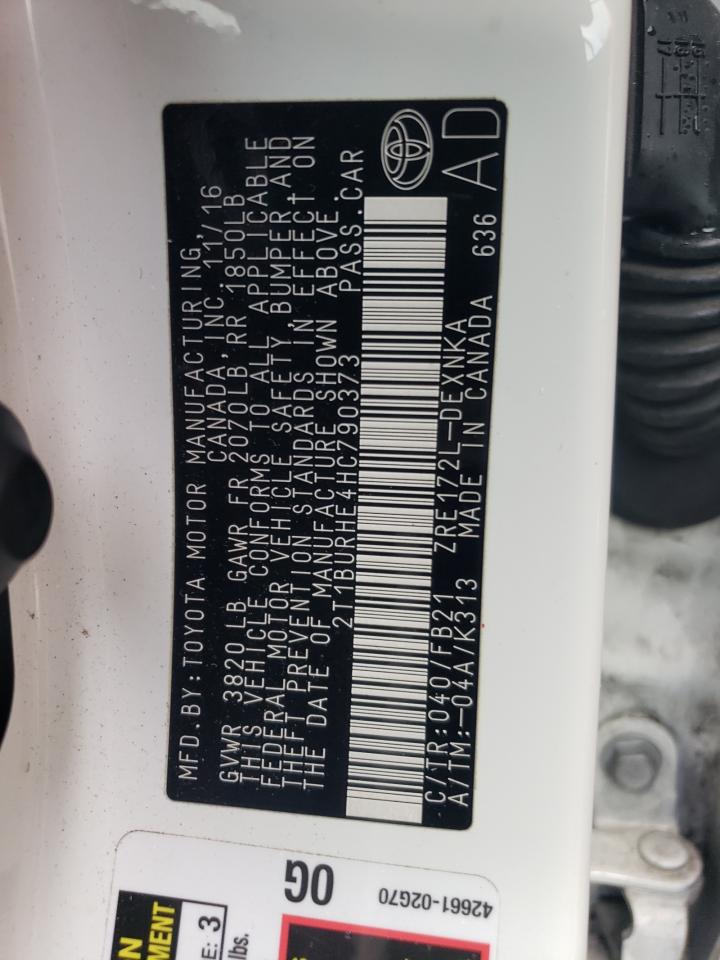 MFD.BY:TOYOTA MOTOR MANUFACTURING,
CANADA, INC. 11/16
GVWR 3820LB GAWR FR 2070LB RR 1850LB
THIS VEHICLE CONFORMS TO ALL APPLICABLE
FEDERAL MOTOR VEHICLE SAFETY, BUMPER, AND
THEFT PREVENTION STANDARDS IN EFFECT ON
THE DATE OF MANUFACTURE SHOWN ABOVE.
2T1BURHE4HC790373 PASS.CAR
C/TR:040/FB21 ZRE172L-DEXNKA
A/TM:-04A/K313 MADE IN CANADA 636
AD
0G
42661-02G70
3
lbs.